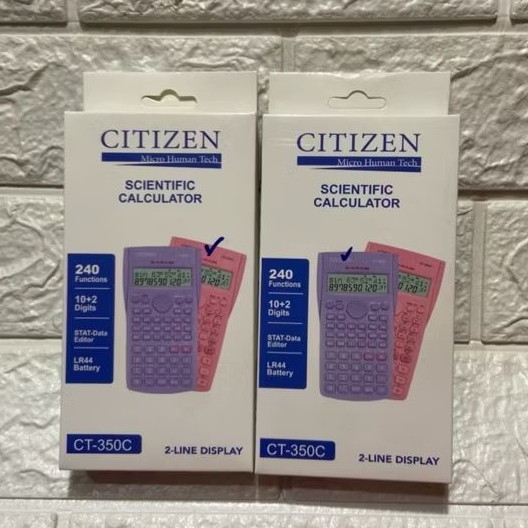 CITIZEN
Micro Human Tech
SCIENTIFIC
CALCULATOR
240
Functions
10+2
Digits
STAT-Data
Editor
LR44
Battery
CT-350C
2-LINE DISPLAY
CITIZEN
Micro Human Tech
SCIENTIFIC
CALCULATOR
240
Functions
10+2
Digits
STAT-Data
Editor
LR44
Battery
CT-350C
2-LINE DISPLAY